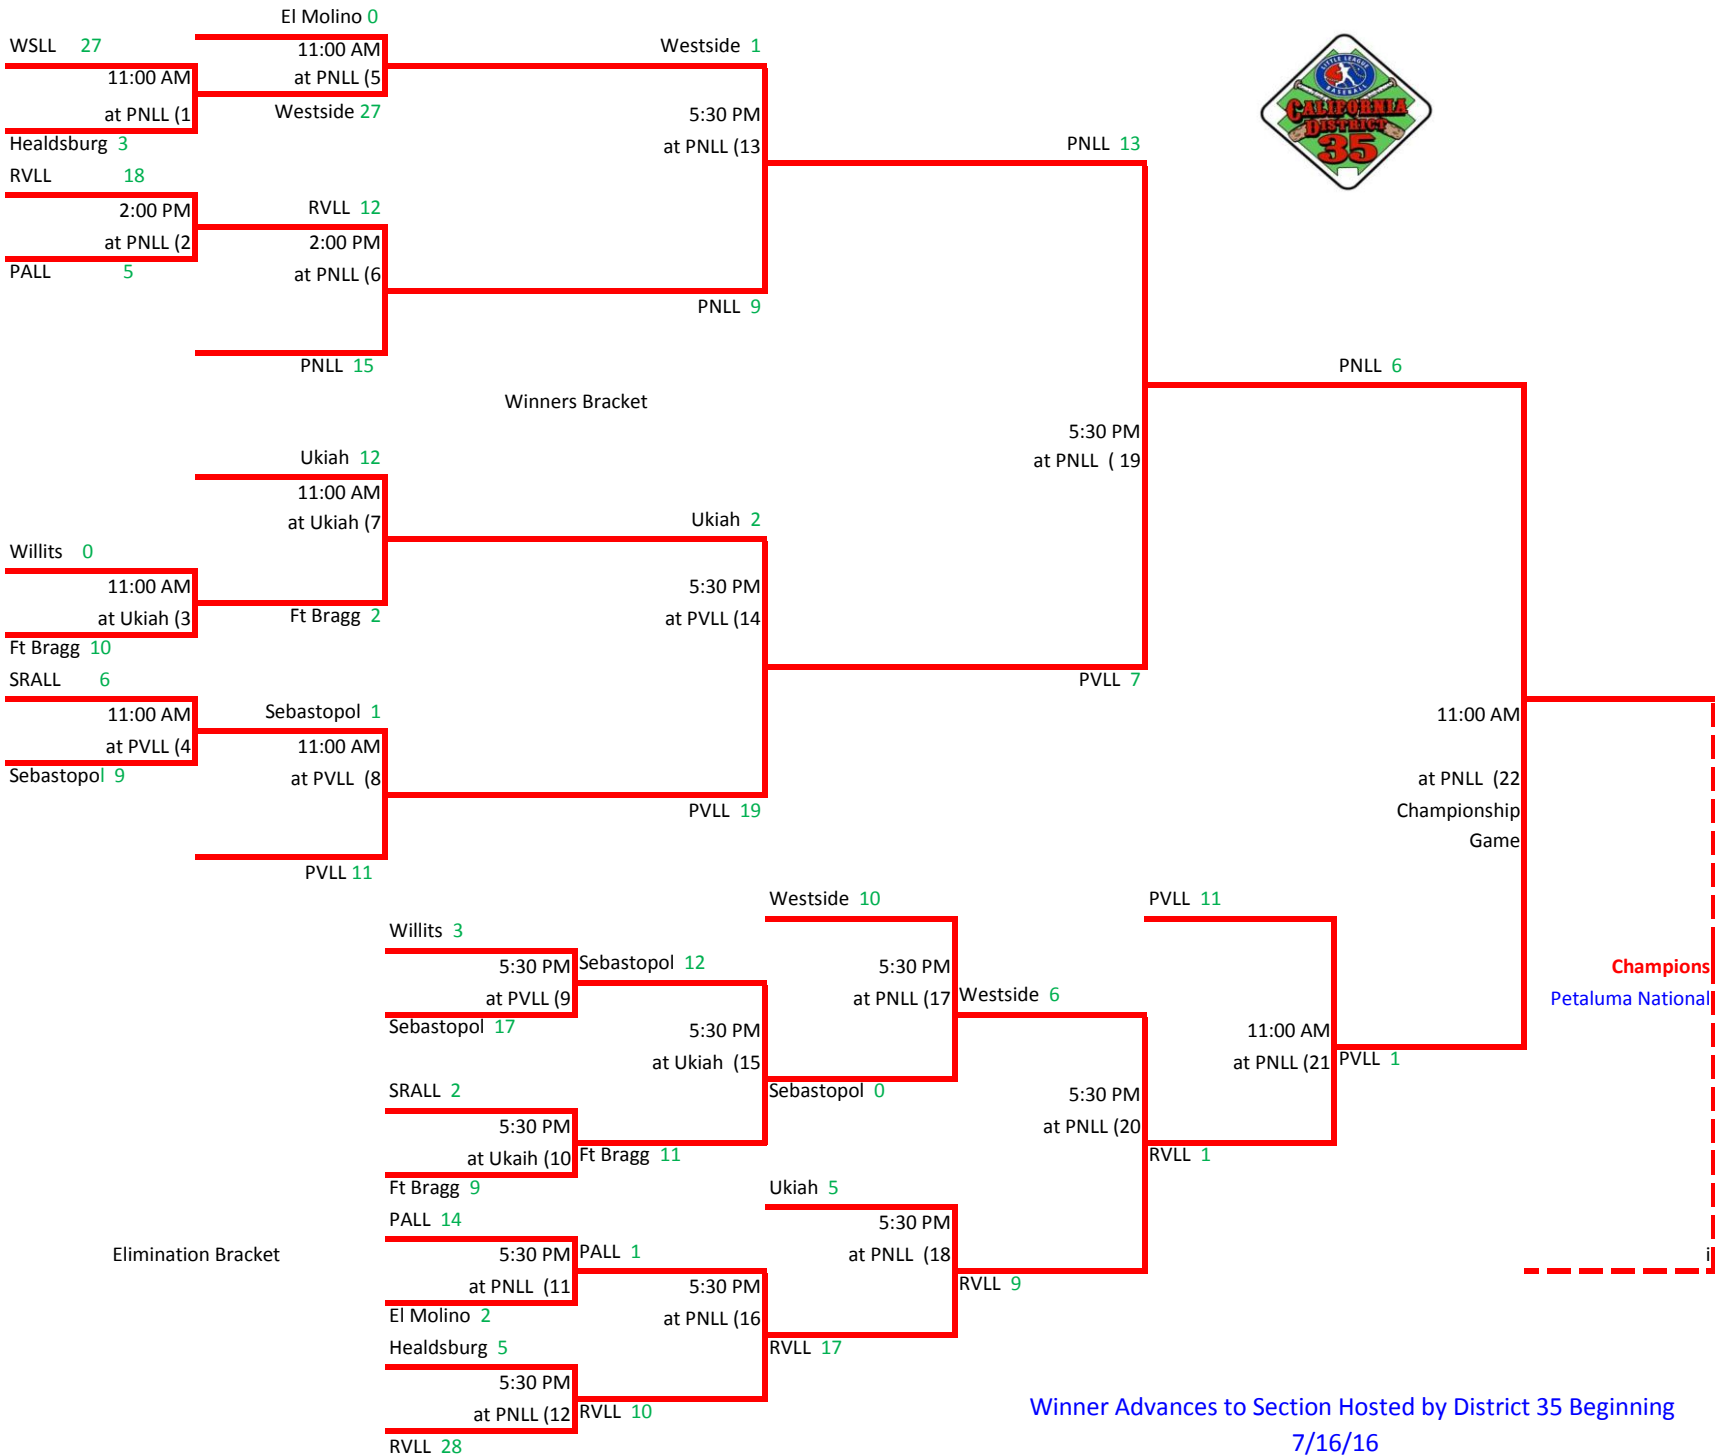 El Molino 0
WSLL 27
11:00 AM
at PNLL (5
Westside 1
11:00 AM
at PNLL (1
Westside 27
Healdsburg 3
5:30 PM
at PNLL (13
PNLL 13
LITTLE LEAGUE
BASEBALL
CALIFORNIA
DISTRICT
35
RVLL 18
2:00 PM
at PNLL (2
RVLL 12
2:00 PM
at PNLL (6
PALL 5
PNLL 9
PNLL 15
PNLL 6
Winners Bracket
5:30 PM
at PNLL ( 19
Ukiah 12
11:00 AM
at Ukiah (7
Ukiah 2
Willits 0
11:00 AM
at Ukiah (3
Ft Bragg 2
5:30 PM
at PVLL (14
Ft Bragg 10
SRALL 6
PVLL 7
11:00 AM
at PVLL (4
Sebastopol 1
11:00 AM
at PVLL (8
Sebastopol 9
PVLL 19
11:00 AM
at PNLL (22
Championship
Game
PVLL 11
Westside 10
PVLL 11
Willits 3
5:30 PM
at PVLL (9
Sebastopol 12
5:30 PM
at PNLL (17
Westside 6
Champions
Petaluma National
Sebastopol 17
5:30 PM
at Ukiah (15
11:00 AM
at PNLL (21
PVLL 1
SRALL 2
Sebastopol 0
5:30 PM
at PNLL (20
5:30 PM
at Ukaih (10
Ft Bragg 11
RVLL 1
Ft Bragg 9
Ukiah 5
PALL 14
5:30 PM
at PNLL (18
Elimination Bracket
5:30 PM
at PNLL (11
PALL 1
i
RVLL 9
El Molino 2
5:30 PM
at PNLL (16
Healdsburg 5
RVLL 17
5:30 PM
at PNLL (12
RVLL 10
RVLL 28
Winner Advances to Section Hosted by District 35 Beginning
7/16/16